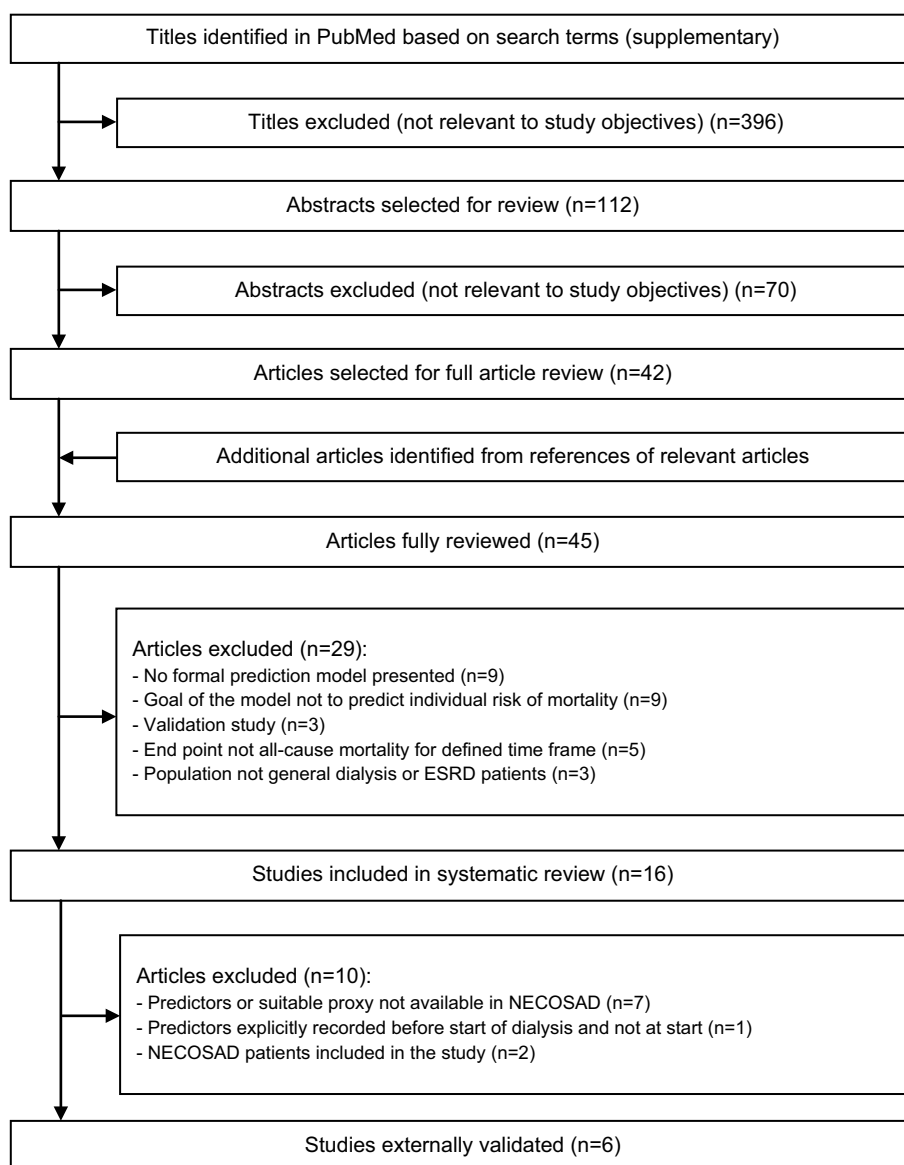 Titles identified in PubMed based on search terms (supplementary)
Titles excluded (not relevant to study objectives) (n=396)
Abstracts selected for review (n=112)
Abstracts excluded (not relevant to study objectives) (n=70)
Articles selected for full article review (n=42)
Additional articles identified from references of relevant articles
Articles fully reviewed (n=45)
Articles excluded (n=29):
- No formal prediction model presented (n=9)
- Goal of the model not to predict individual risk of mortality (n=9)
- Validation study (n=3)
- End point not all-cause mortality for defined time frame (n=5)
- Population not general dialysis or ESRD patients (n=3)
Studies included in systematic review (n=16)
Articles excluded (n=10):
- Predictors or suitable proxy not available in NECOSAD (n=7)
- Predictors explicitly recorded before start of dialysis and not at start (n=1)
- NECOSAD patients included in the study (n=2)
Studies externally validated (n=6)